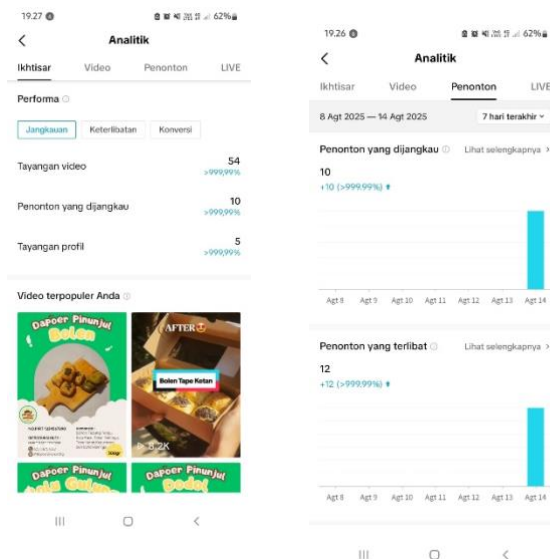 19.27
62%
Analitik
Ikhtisar Video Penonton LIVE
Performa
Jangkauan Keterlibatan Konversi
Tayangan video 54
>999,99%
Penonton yang dijangkau 10
>999,99%
Tayangan profil 5
>999,99%
Video terpopuler Anda
Dapoer Pinunjul
Bolen
AFTER
Bolen Tape Ketan
Dapoer Pinunjul
Dapoer Pinunjul
Dodol
19.26
62%
Analitik
Ikhtisar Video Penonton LIVE
8 Agt 2025 — 14 Agt 2025 7 hari terakhir
Penonton yang dijangkau Lihat selengkapnya >
10
+10 (>999.99%)
Agt 8 Agt 9 Agt 10 Agt 11 Agt 12 Agt 13 Agt 14
Penonton yang terlibat Lihat selengkapnya >
12
+12 (>999.99%)
Agt 8 Agt 9 Agt 10 Agt 11 Agt 12 Agt 13 Agt 14